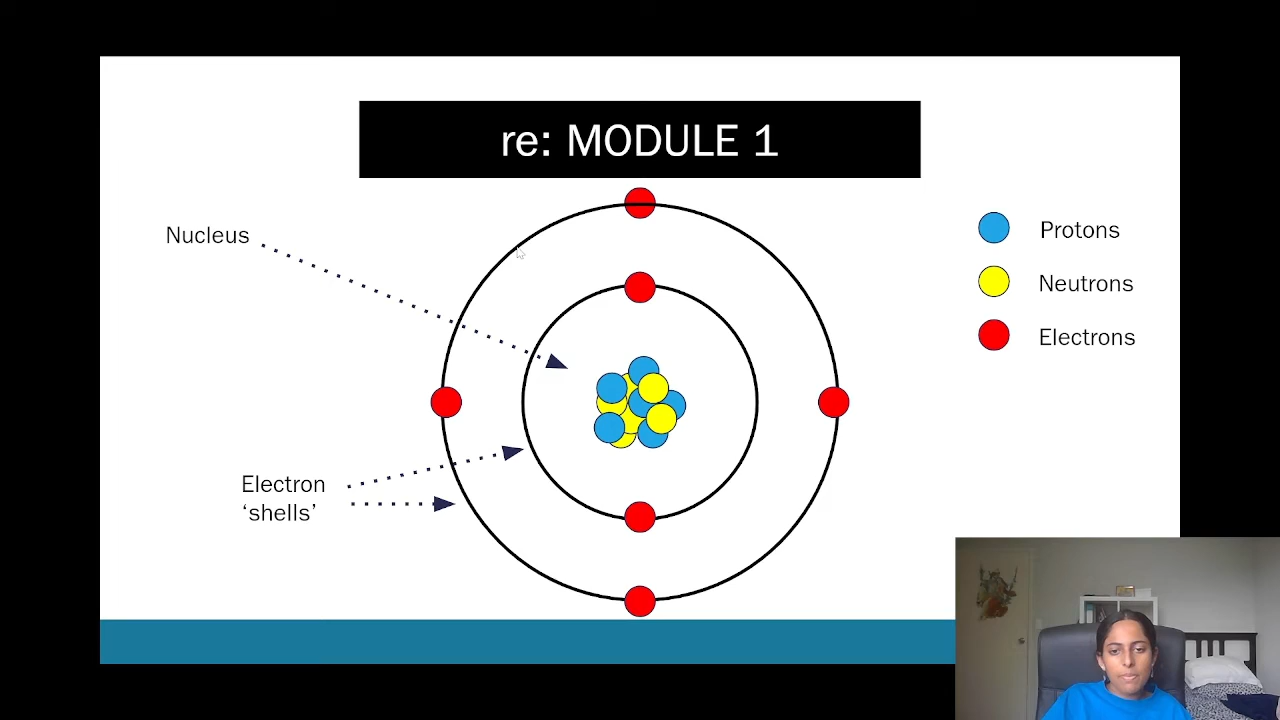 re: MODULE 1
Nucleus
Protons
Neutrons
Electrons
Electron
‘shells’